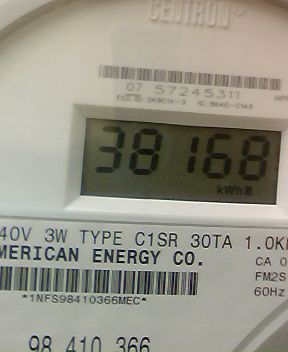 CENTRON®
07 57245311
38168
kWh
40V 3W TYPE C1SR 30TA 1.0K
MERICAN ENERGY CO.
CA 0
FM2S
60Hz
*1NFS98410366MEC*
98 410 366